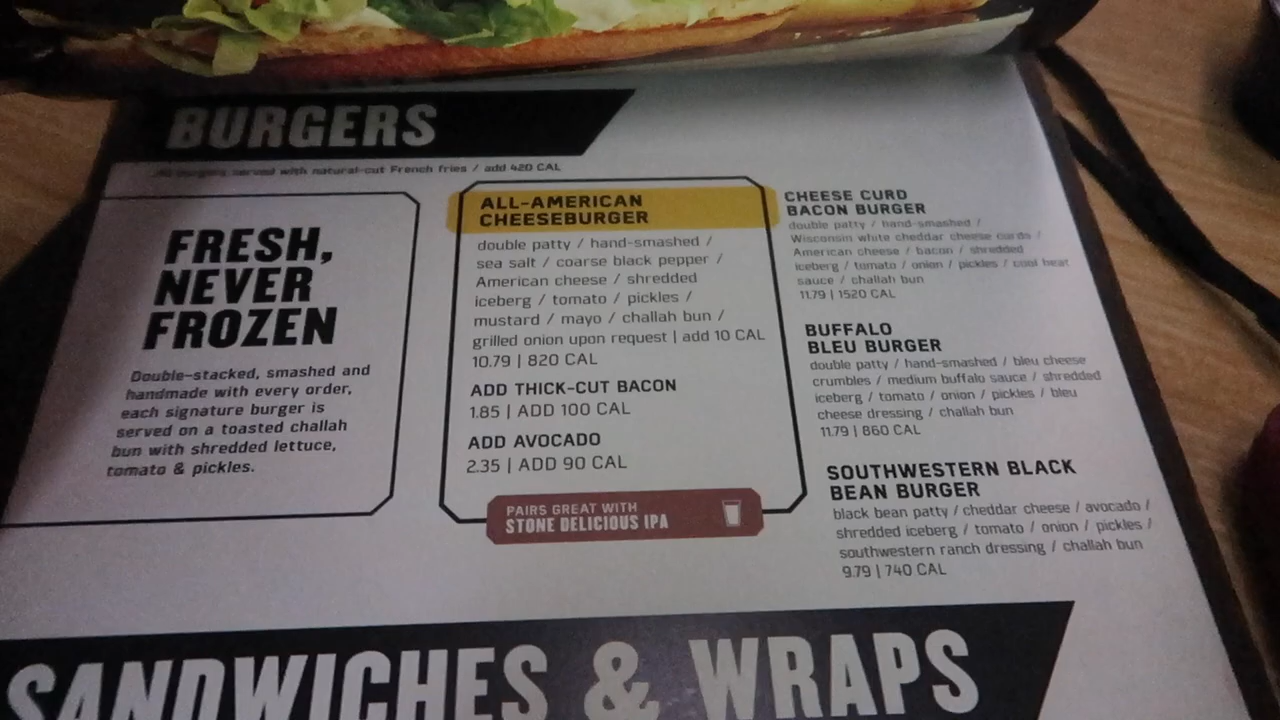 BURGERS
All burgers served with natural-cut French fries / add 420 CAL
FRESH,
NEVER
FROZEN
Double-stacked, smashed and
handmade with every order,
each signature burger is
served on a toasted challah
bun with shredded lettuce,
tomato & pickles.
ALL-AMERICAN
CHEESEBURGER
double patty / hand-smashed /
sea salt / coarse black pepper /
American cheese / shredded
iceberg / tomato / pickles /
mustard / mayo / challah bun /
grilled onion upon request | add 10 CAL
10.79 | 820 CAL
ADD THICK-CUT BACON
1.85 | ADD 100 CAL
ADD AVOCADO
2.35 | ADD 90 CAL
PAIRS GREAT WITH
STONE DELICIOUS IPA
CHEESE CURD
BACON BURGER
double patty / hand-smashed /
Wisconsin white cheddar cheese curds /
American cheese / bacon / shredded
iceberg / tomato / onion / pickles / cool heat
sauce / challah bun
11.79 | 1520 CAL
BUFFALO
BLEU BURGER
double patty / hand-smashed / bleu cheese
crumbles / medium buffalo sauce / shredded
iceberg / tomato / onion / pickles / bleu
cheese dressing / challah bun
11.79 | 860 CAL
SOUTHWESTERN BLACK
BEAN BURGER
black bean patty / cheddar cheese / avocado /
shredded iceberg / tomato / onion / pickles /
southwestern ranch dressing / challah bun
9.79 | 740 CAL
SANDWICHES & WRAPS